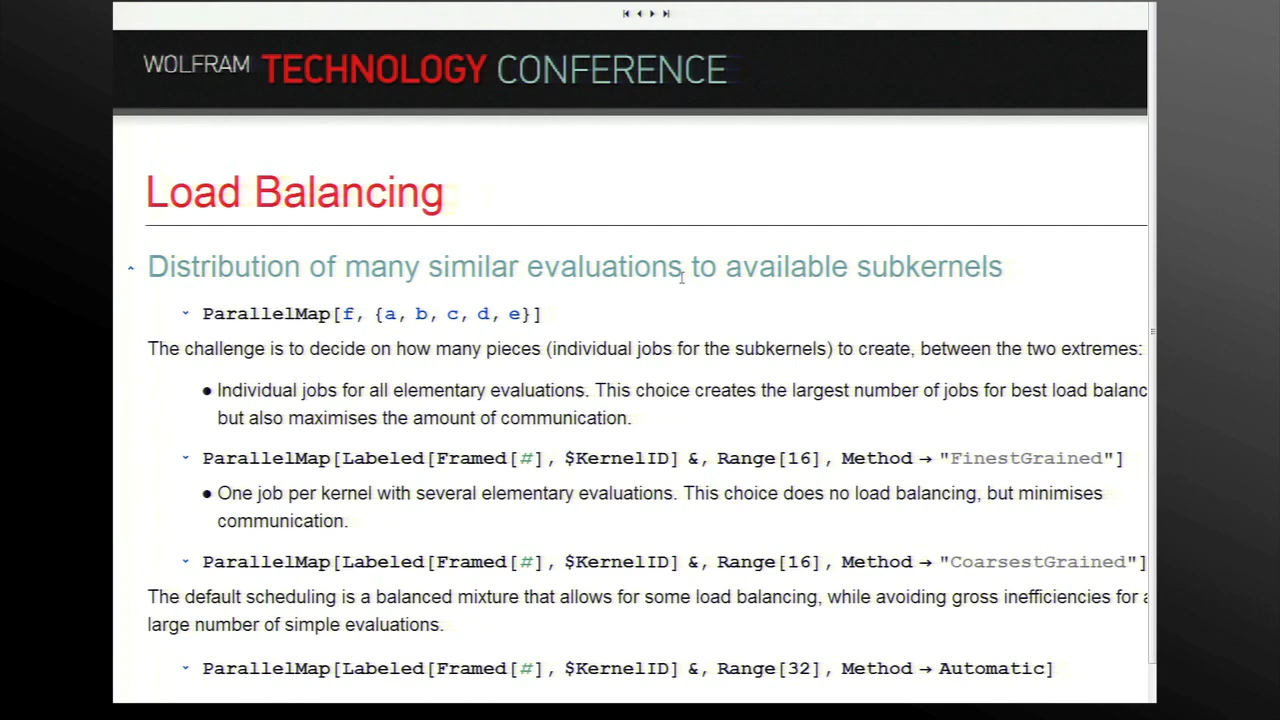 WOLFRAM TECHNOLOGY CONFERENCE
Load Balancing
Distribution of many similar evaluations to available subkernels
ParallelMap[f, {a, b, c, d, e}]
The challenge is to decide on how many pieces (individual jobs for the subkernels) to create, between the two extremes:
● Individual jobs for all elementary evaluations. This choice creates the largest number of jobs for best load balanc
but also maximises the amount of communication.
ParallelMap[Labeled[Framed[#], $KernelID] &, Range[16], Method → "FinestGrained"]
● One job per kernel with several elementary evaluations. This choice does no load balancing, but minimises
communication.
ParallelMap[Labeled[Framed[#], $KernelID] &, Range[16], Method → "CoarsestGrained"]
The default scheduling is a balanced mixture that allows for some load balancing, while avoiding gross inefficiencies for a
large number of simple evaluations.
ParallelMap[Labeled[Framed[#], $KernelID] &, Range[32], Method → Automatic]